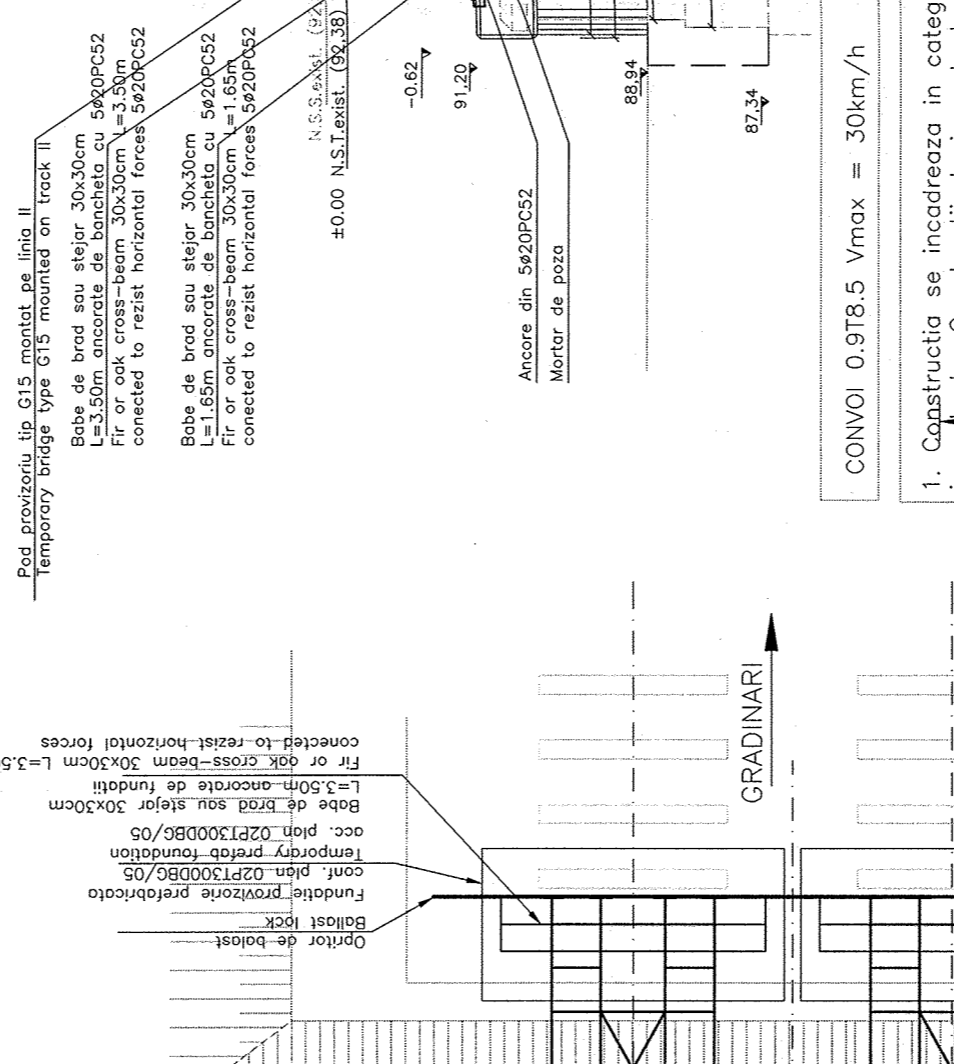 Pod provizoriu tip G15 montat pe linia II
Temporary bridge type G15 mounted on track II
Babe de brad sau stejar 30x30cm
L=3.50m ancorate de bancheta cu 5ø20PC52
Fir or oak cross-beam 30x30cm L=3.50m
conected to rezist horizontal forces 5ø20PC52
Babe de brad sau stejar 30x30cm
L=1.65m ancorate de bancheta cu 5ø20PC52
Fir or oak cross-beam 30x30cm L=1.65m
conected to rezist horizontal forces 5ø20PC52
N.S.S.exist. (92
±0.00 N.S.T.exist. (92,38)
-0.62
91,20
88,94
87,34
Ancore din 5ø20PC52
Mortar de poza
CONVOI 0.9T8.5 Vmax = 30km/h
1. Constructia se incadreaza in categ
GRADINARI
Opritor de balast
Ballast lock
Fundatie provizorie prefabricata
conf. plan 02PT300DBG/05
Temporary prefab foundation
acc. plan 02PT300DBG/05
Babe de brad sau stejar 30x30cm
L=3.50m ancorate de fundatii
Fir or oak cross-beam 30x30cm L=3.5
conected to rezist horizontal forces